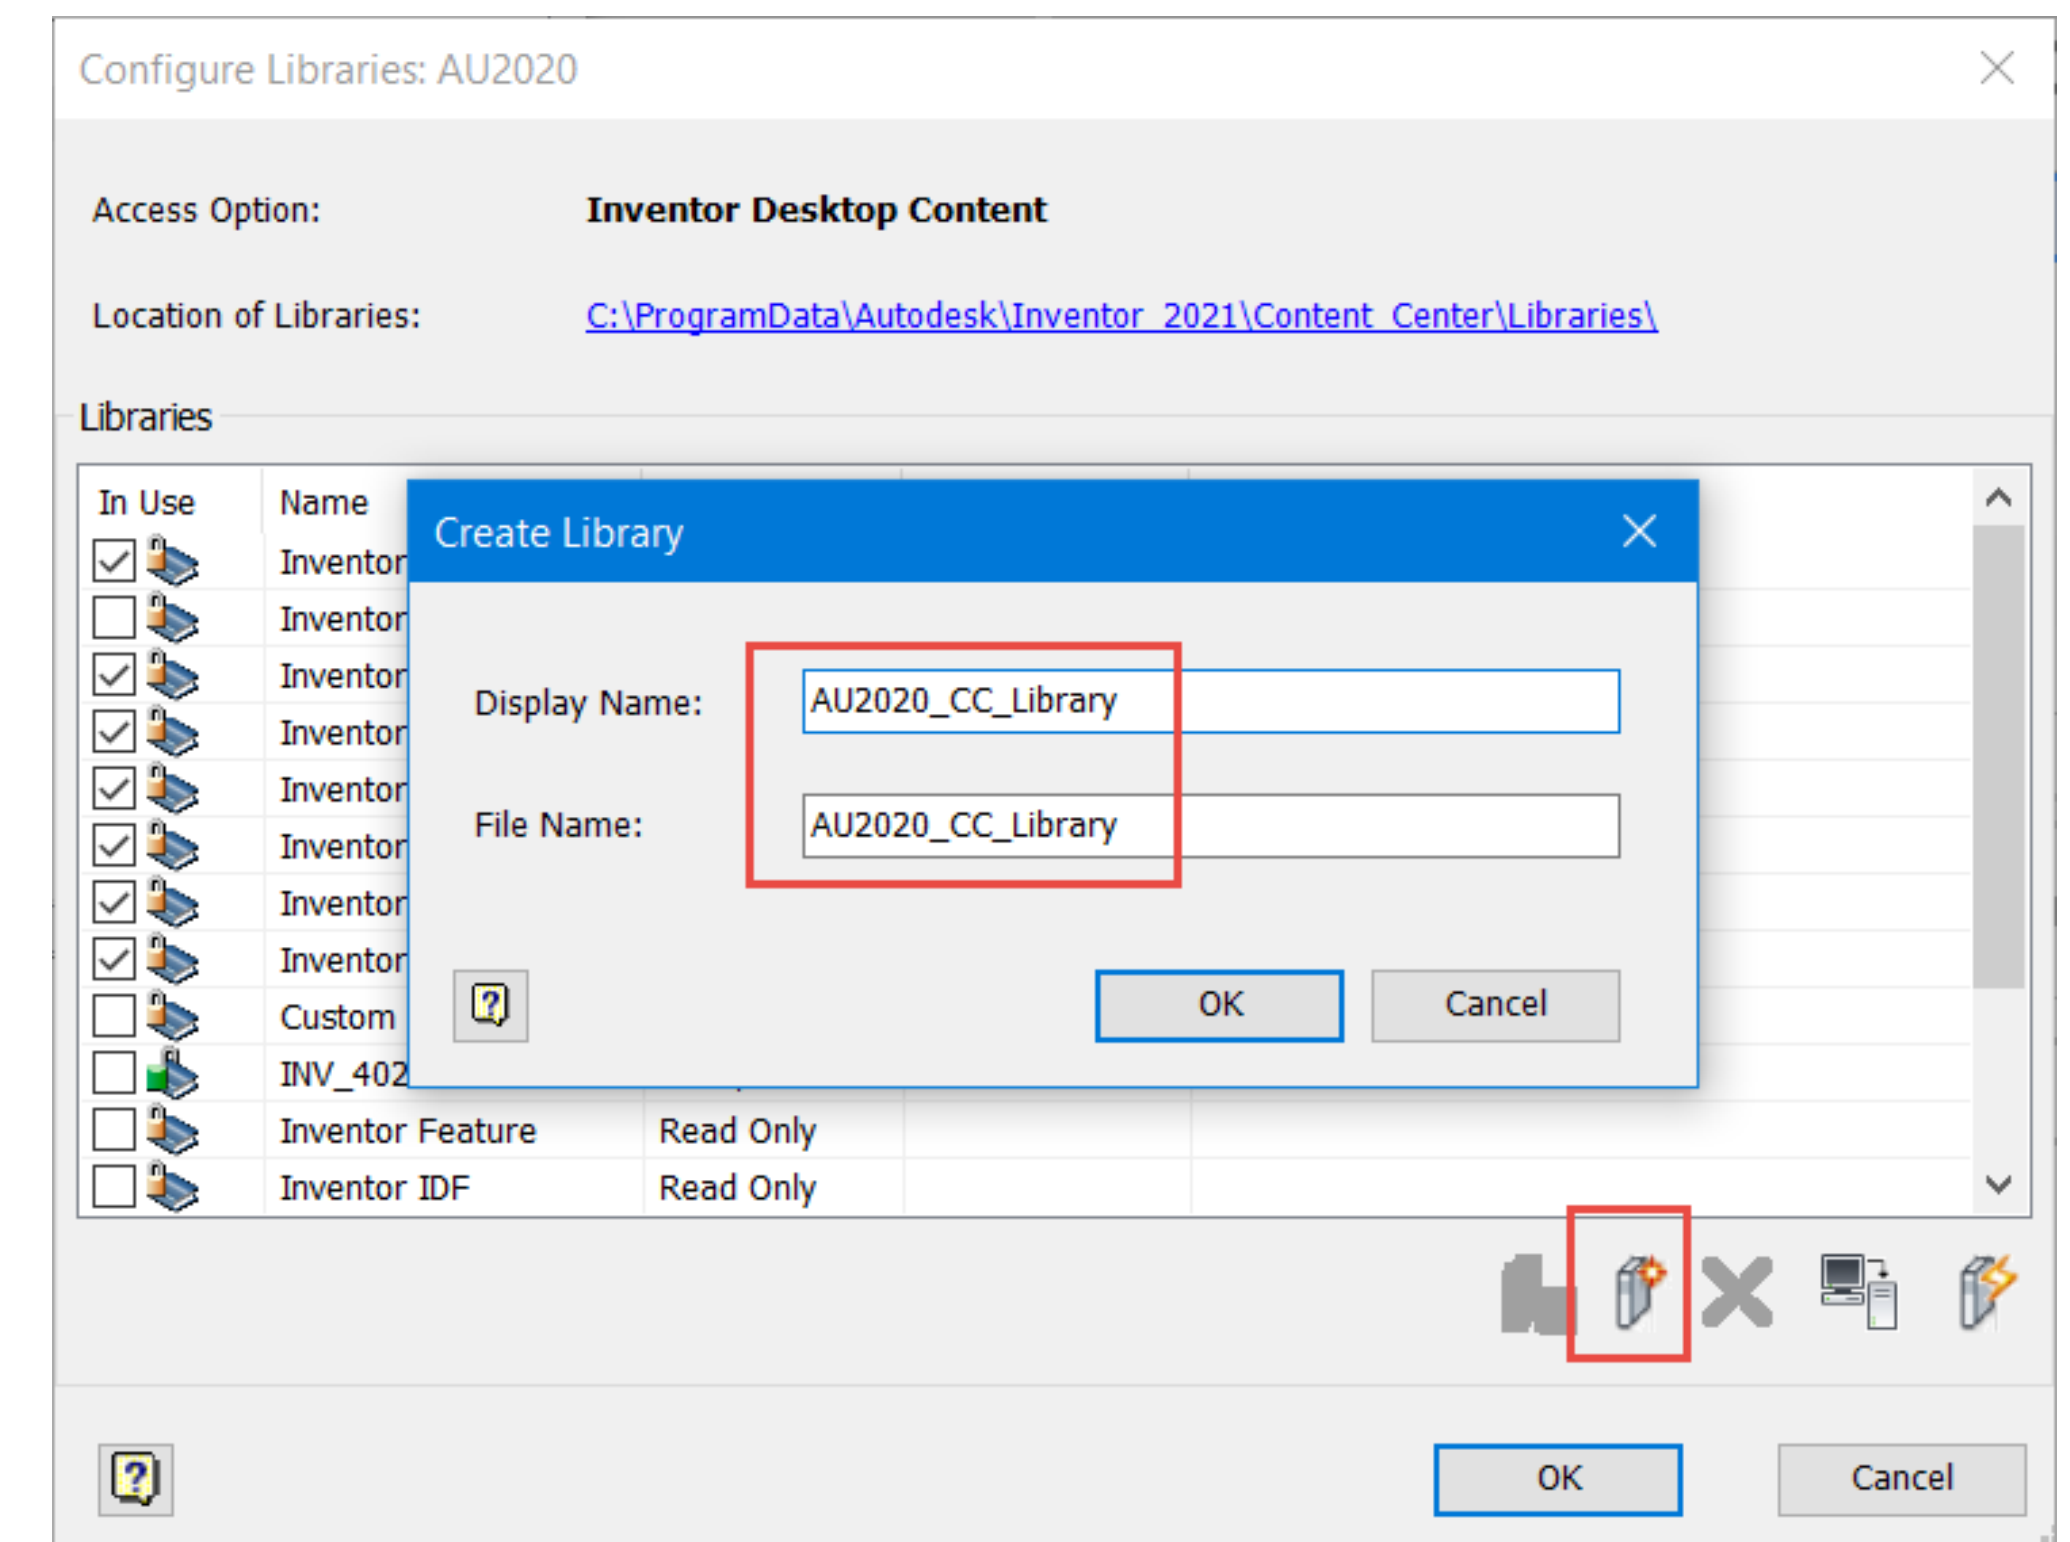 Configure Libraries: AU2020
Access Option: Inventor Desktop Content
Location of Libraries: C:\ProgramData\Autodesk\Inventor 2021\Content Center\Libraries\
Libraries
In Use Name
Create Library
Inventor
Inventor
Inventor
Display Name: AU2020_CC_Library
Inventor
Inventor
File Name: AU2020_CC_Library
Inventor
Inventor
Inventor
OK Cancel
Custom
INV_402
Inventor Feature Read Only
Inventor IDF Read Only
OK Cancel